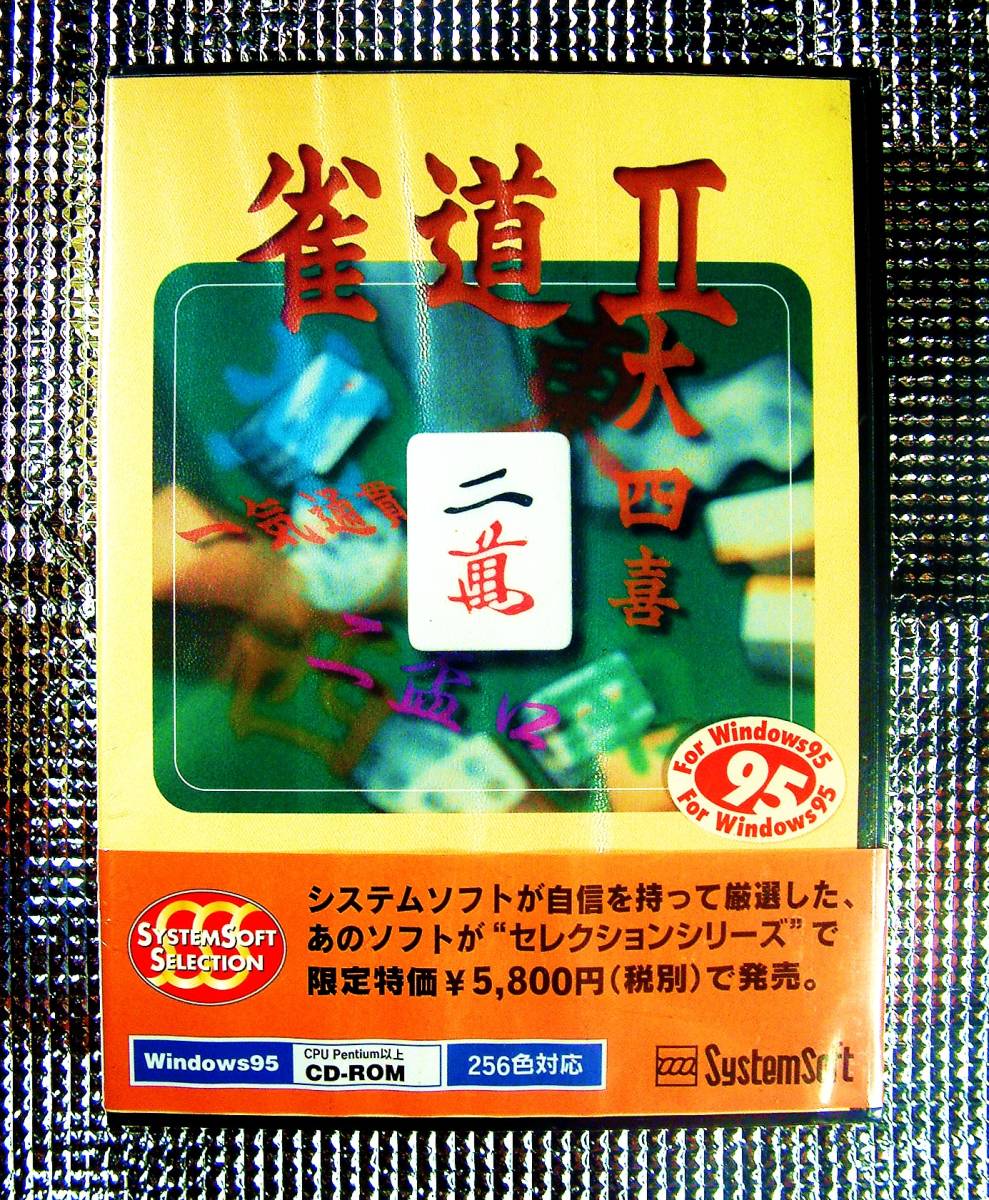 雀道II
大四喜
一気通貫
二萬
二盃口
For Windows95
95
For Windows95
SYSTEMSOFT
SELECTION
システムソフトが自信を持って厳選した、
あのソフトが“セレクションシリーズ”で
限定特価¥5,800円(税別)で発売。
Windows95
CPU Pentium以上
CD-ROM
256色対応
SystemSoft